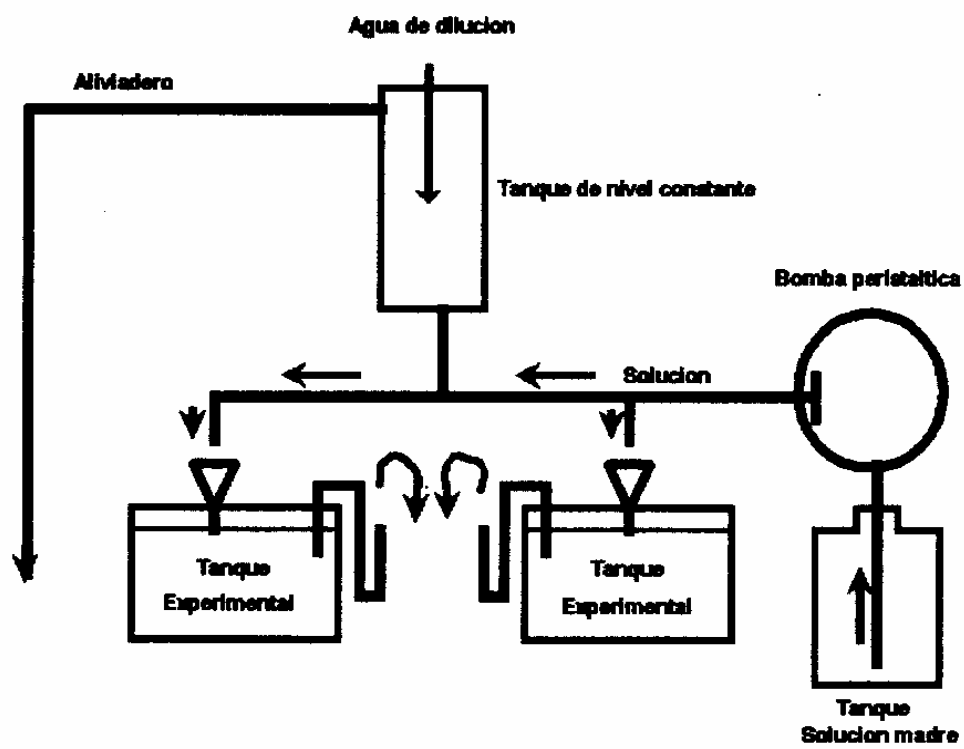 Agua de dilucion
Aliviadero
Tanque de nivel constante
Bomba peristaltica
Solucion
Tanque
Experimental
Tanque
Experimental
Tanque
Solucion madre